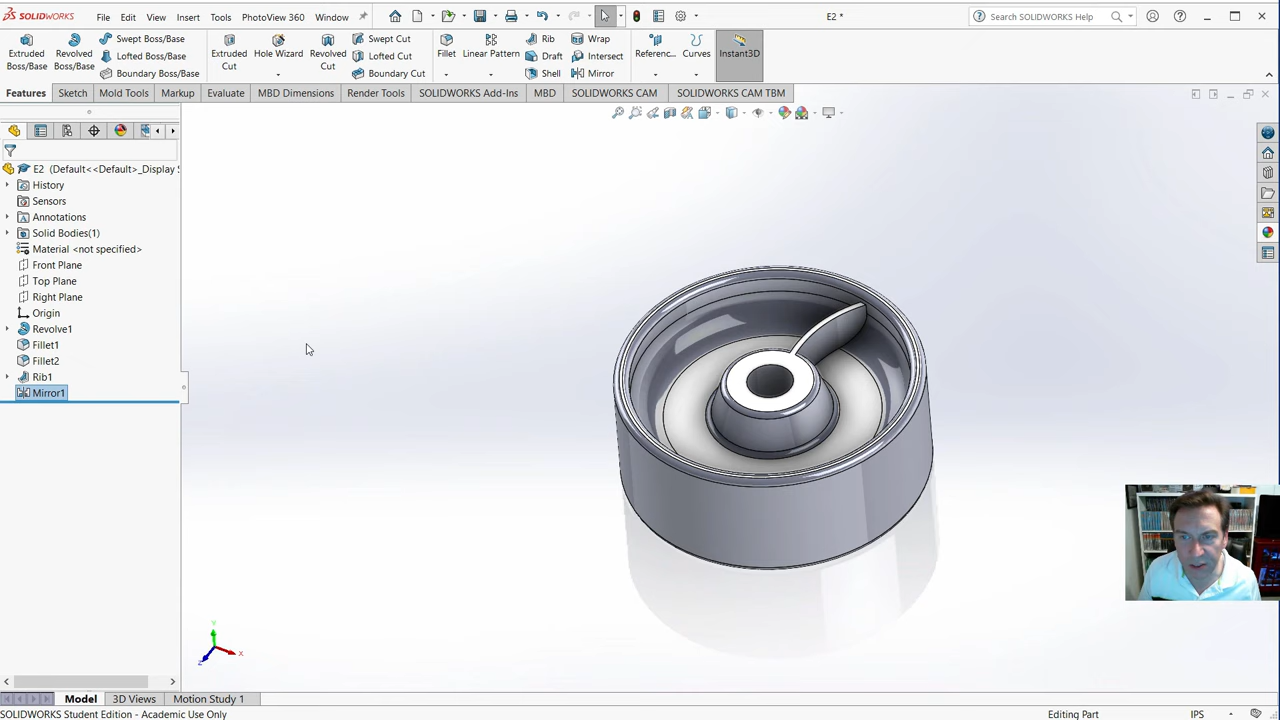 SOLIDWORKS File Edit View Insert Tools PhotoView 360 Window E2 * Search SOLIDWORKS Help
Extruded Boss/Base
Revolved Boss/Base
Swept Boss/Base
Lofted Boss/Base
Boundary Boss/Base
Extruded Cut
Hole Wizard
Revolved Cut
Swept Cut
Lofted Cut
Boundary Cut
Fillet
Linear Pattern
Rib
Draft
Shell
Wrap
Intersect
Mirror
Referenc...
Curves
Instant3D
Features Sketch Mold Tools Markup Evaluate MBD Dimensions Render Tools SOLIDWORKS Add-Ins MBD SOLIDWORKS CAM SOLIDWORKS CAM TBM
E2 (Default<<Default>_Display S
History
Sensors
Annotations
Solid Bodies(1)
Material <not specified>
Front Plane
Top Plane
Right Plane
Origin
Revolve1
Fillet1
Fillet2
Rib1
Mirror1
Y
X
Z
Model 3D Views Motion Study 1
SOLIDWORKS Student Edition - Academic Use Only Editing Part IPS